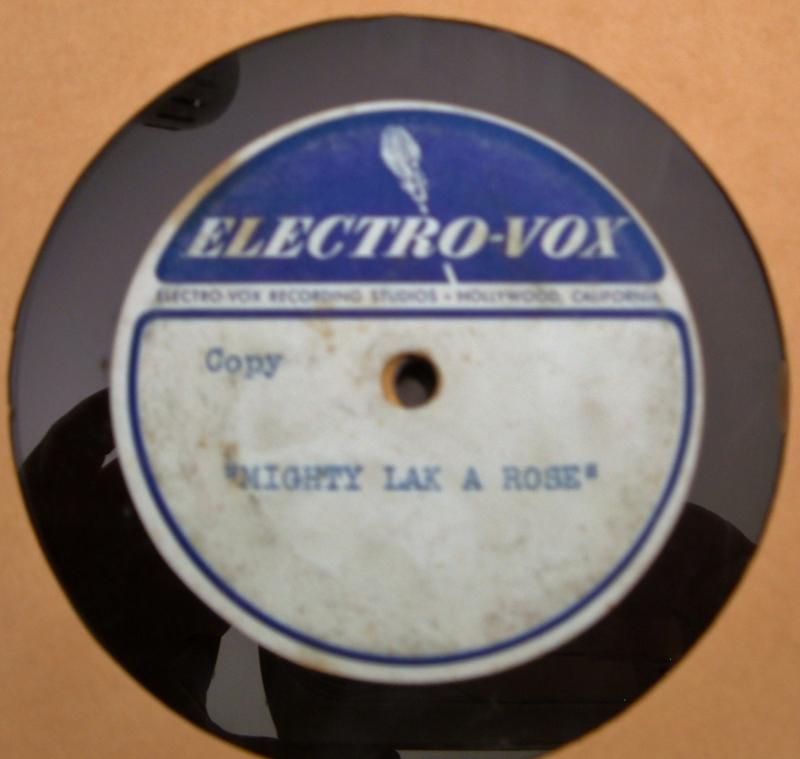 ELECTRO-VOX
ELECTRO-VOX RECORDING STUDIOS • HOLLYWOOD, CALIFORNIA
Copy
"MIGHTY LAK A ROSE"